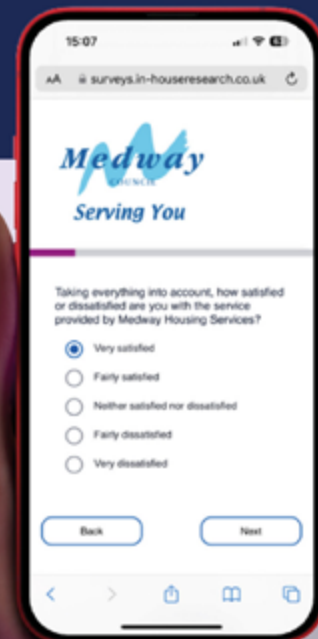 15:07
AA surveys.in-houseresearch.co.uk
Medway
COUNCIL
Serving You
Taking everything into account, how satisfied
or dissatisfied are you with the service
provided by Medway Housing Services?
Very satisfied
Fairly satisfied
Neither satisfied nor dissatisfied
Fairly dissatisfied
Very dissatisfied
Back
Next